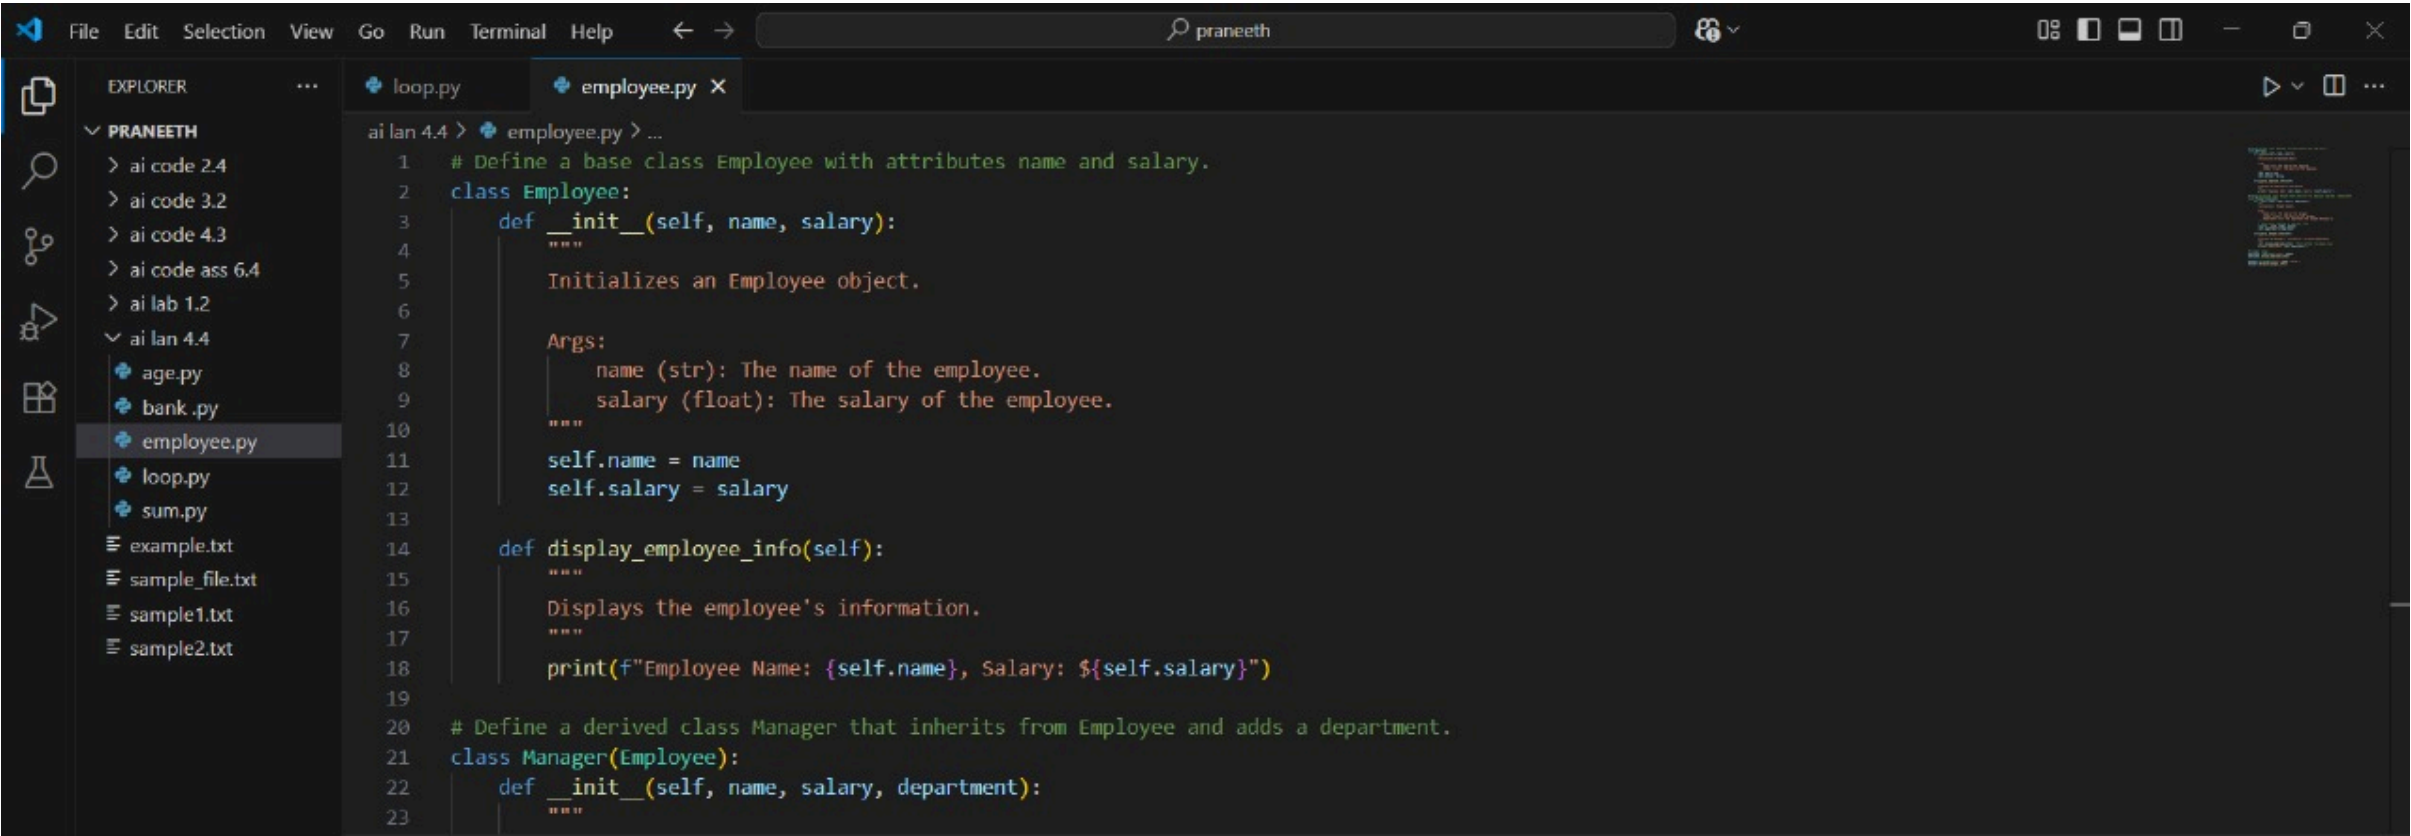 File Edit Selection View Go Run Terminal Help
praneeth
EXPLORER
PRANEETH
ai code 2.4
ai code 3.2
ai code 4.3
ai code ass 6.4
ai lab 1.2
ai lan 4.4
age.py
bank .py
employee.py
loop.py
sum.py
example.txt
sample_file.txt
sample1.txt
sample2.txt
loop.py employee.py
ai lan 4.4 > employee.py > ...
1 # Define a base class Employee with attributes name and salary.
2 class Employee:
3     def __init__(self, name, salary):
4         """
5         Initializes an Employee object.
6
7         Args:
8             name (str): The name of the employee.
9             salary (float): The salary of the employee.
10         """
11         self.name = name
12         self.salary = salary
13
14     def display_employee_info(self):
15         """
16         Displays the employee's information.
17         """
18         print(f"Employee Name: {self.name}, Salary: ${self.salary}")
19
20 # Define a derived class Manager that inherits from Employee and adds a department.
21 class Manager(Employee):
22     def __init__(self, name, salary, department):
23         """